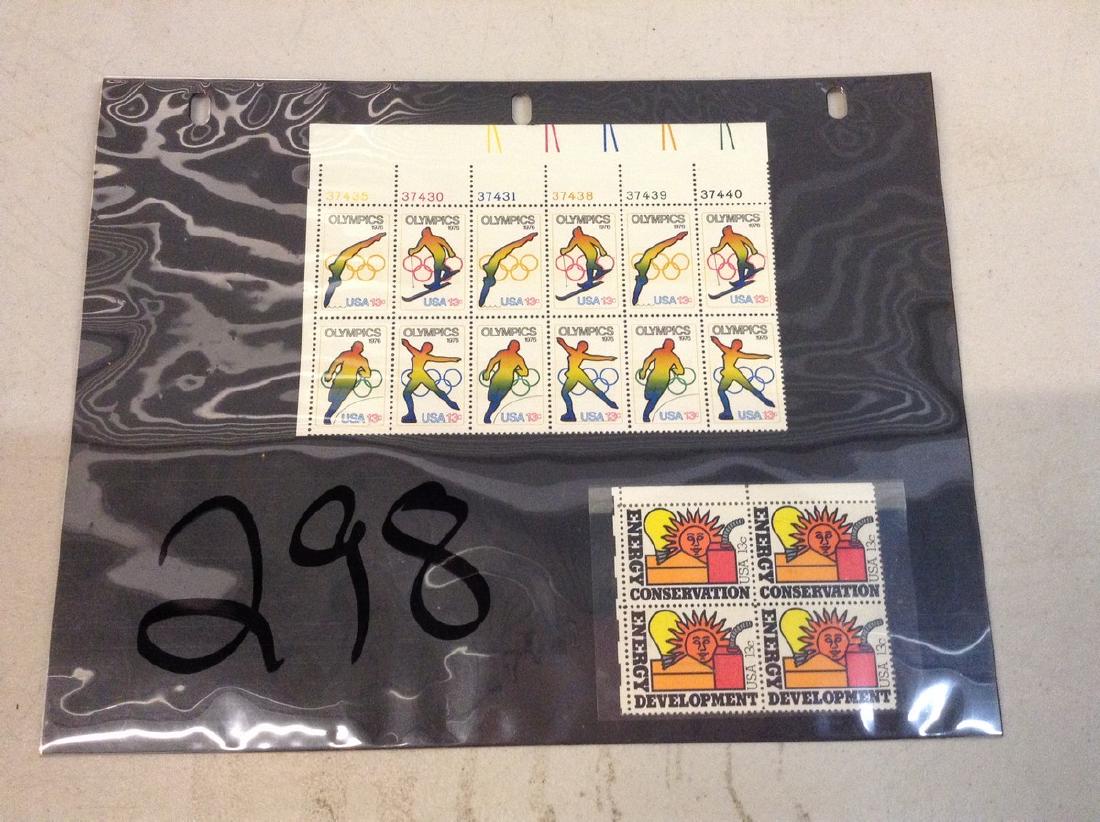 37435 37430 37431 37438 37439 37440
OLYMPICS OLYMPICS OLYMPICS OLYMPICS OLYMPICS OLYMPICS
1976 1976 1976 1976 1976 1976
USA 13c USA 13c USA 13c USA 13c USA 13c USA 13c
OLYMPICS OLYMPICS OLYMPICS OLYMPICS OLYMPICS OLYMPICS
1976 1976 1976 1976 1976 1976
USA 13c USA 13c USA 13c USA 13c USA 13c USA 13c
298
ENERGY USA 13c ENERGY USA 13c
CONSERVATION CONSERVATION
ENERGY USA 13c ENERGY USA 13c
DEVELOPMENT DEVELOPMENT